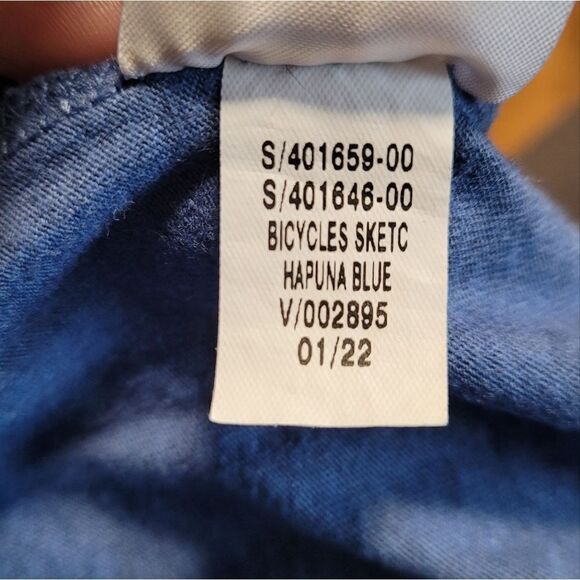 S/401659-00
S/401646-00
BICYCLES SKETC
HAPUNA BLUE
V/002895
01/22